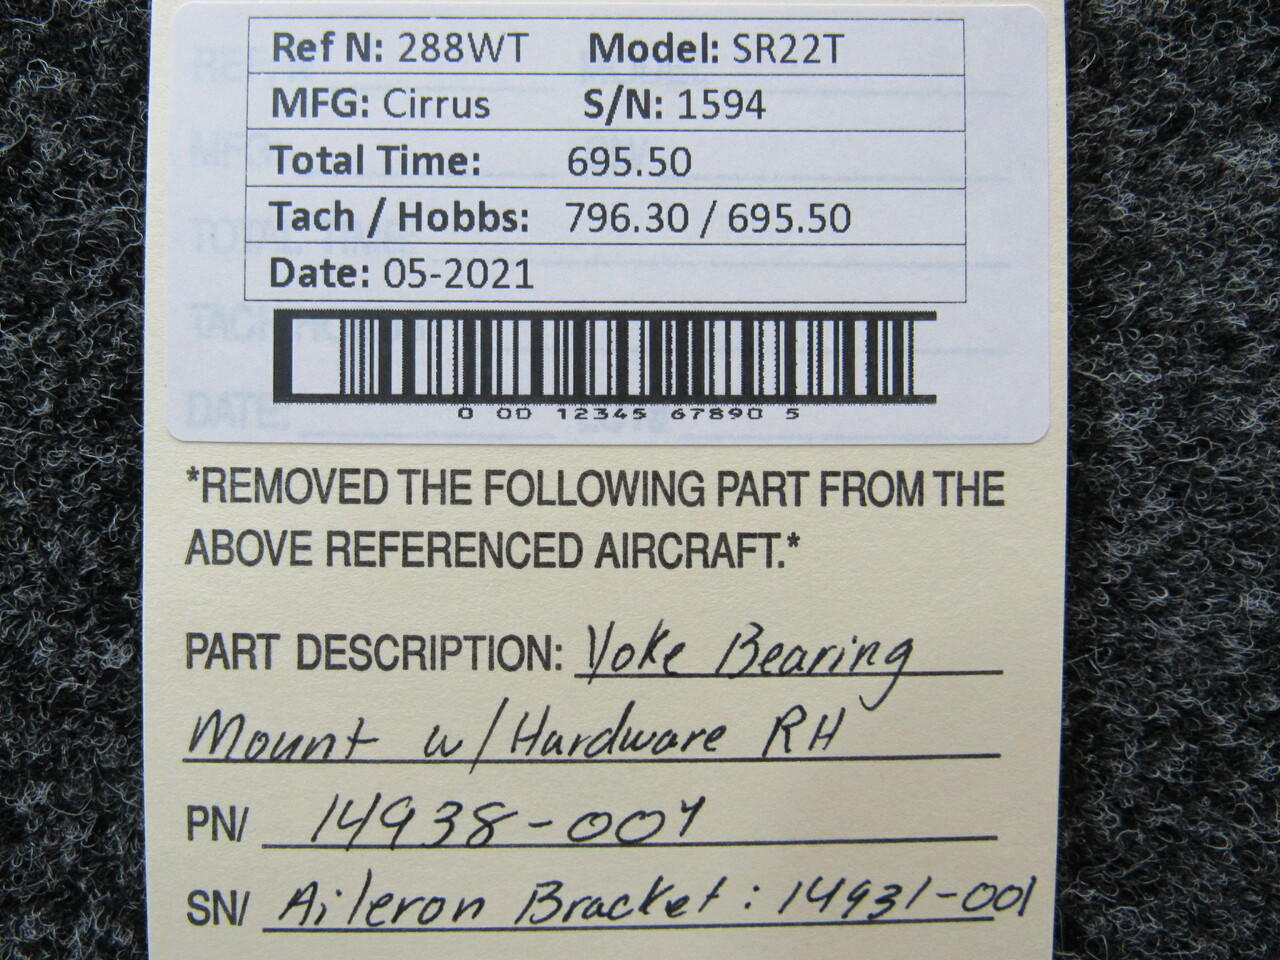 Ref N: 288WT Model: SR22T
MFG: Cirrus S/N: 1594
Total Time: 695.50
Tach / Hobbs: 796.30 / 695.50
Date: 05-2021
0 00 12345 67890 5
*REMOVED THE FOLLOWING PART FROM THE
ABOVE REFERENCED AIRCRAFT.*
PART DESCRIPTION: Yoke Bearing
Mount w/Hardware RH
PN/ 14938-004
SN/ Aileron Bracket: 14931-001